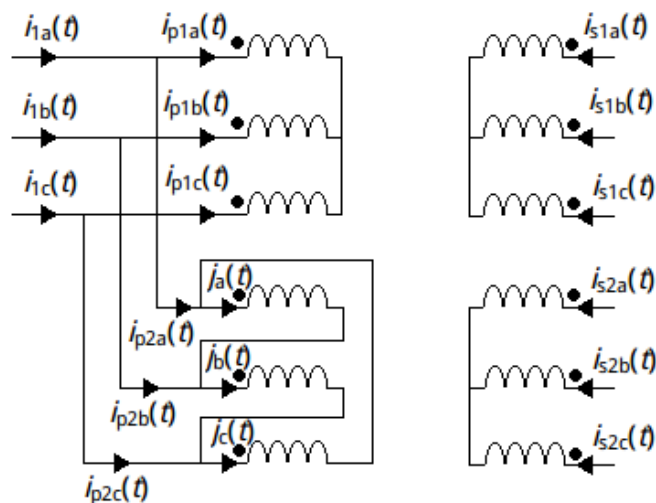 i1a(t) ip1a(t) is1a(t)
i1b(t) ip1b(t) is1b(t)
i1c(t) ip1c(t) is1c(t)
ja(t) is2a(t)
ip2a(t) jb(t) is2b(t)
ip2b(t) jc(t) is2c(t)
ip2c(t)